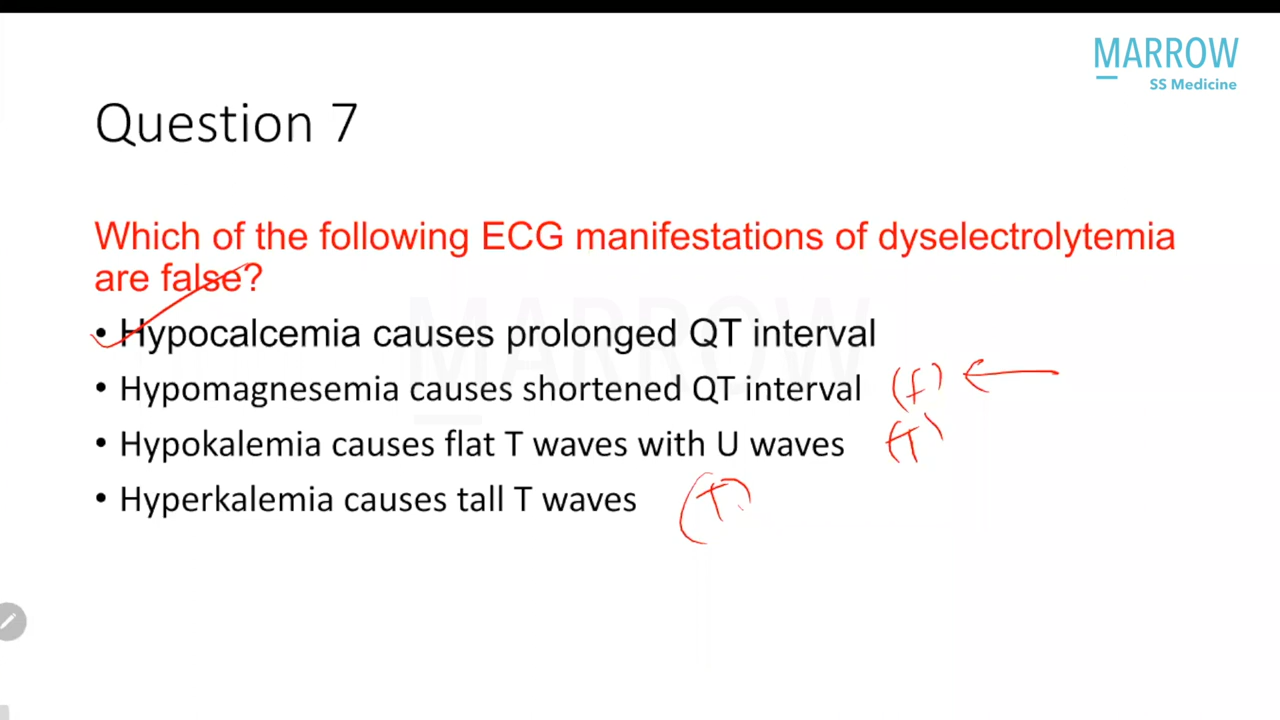 MARROW
SS Medicine
Question 7
Which of the following ECG manifestations of dyselectrolytemia
are false?
• Hypocalcemia causes prolonged QT interval
• Hypomagnesemia causes shortened QT interval (f)
• Hypokalemia causes flat T waves with U waves (T)
• Hyperkalemia causes tall T waves (T)
MARROW